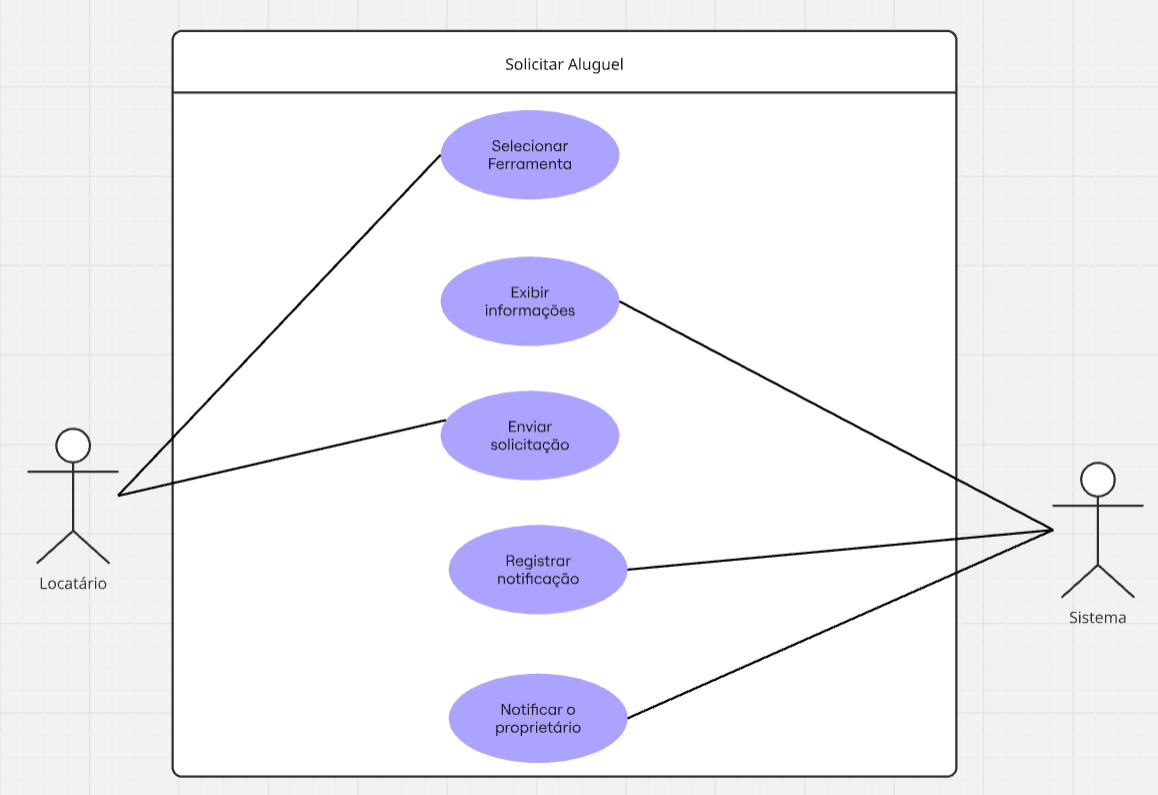 Solicitar Aluguel
Selecionar
Ferramenta
Exibir
informações
Enviar
solicitação
Registrar
notificação
Notificar o
proprietário
Locatário
Sistema